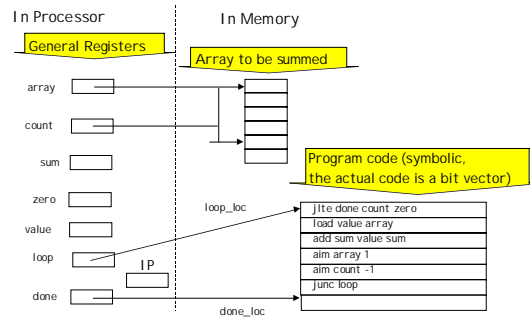 In Processor
In Memory
General Registers
Array to be summed
array
count
sum
zero
value
loop
IP
done
loop_loc
done_loc
Program code (symbolic,
the actual code is a bit vector)
jlte done count zero
load value array
add sum value sum
aim array 1
aim count -1
junc loop